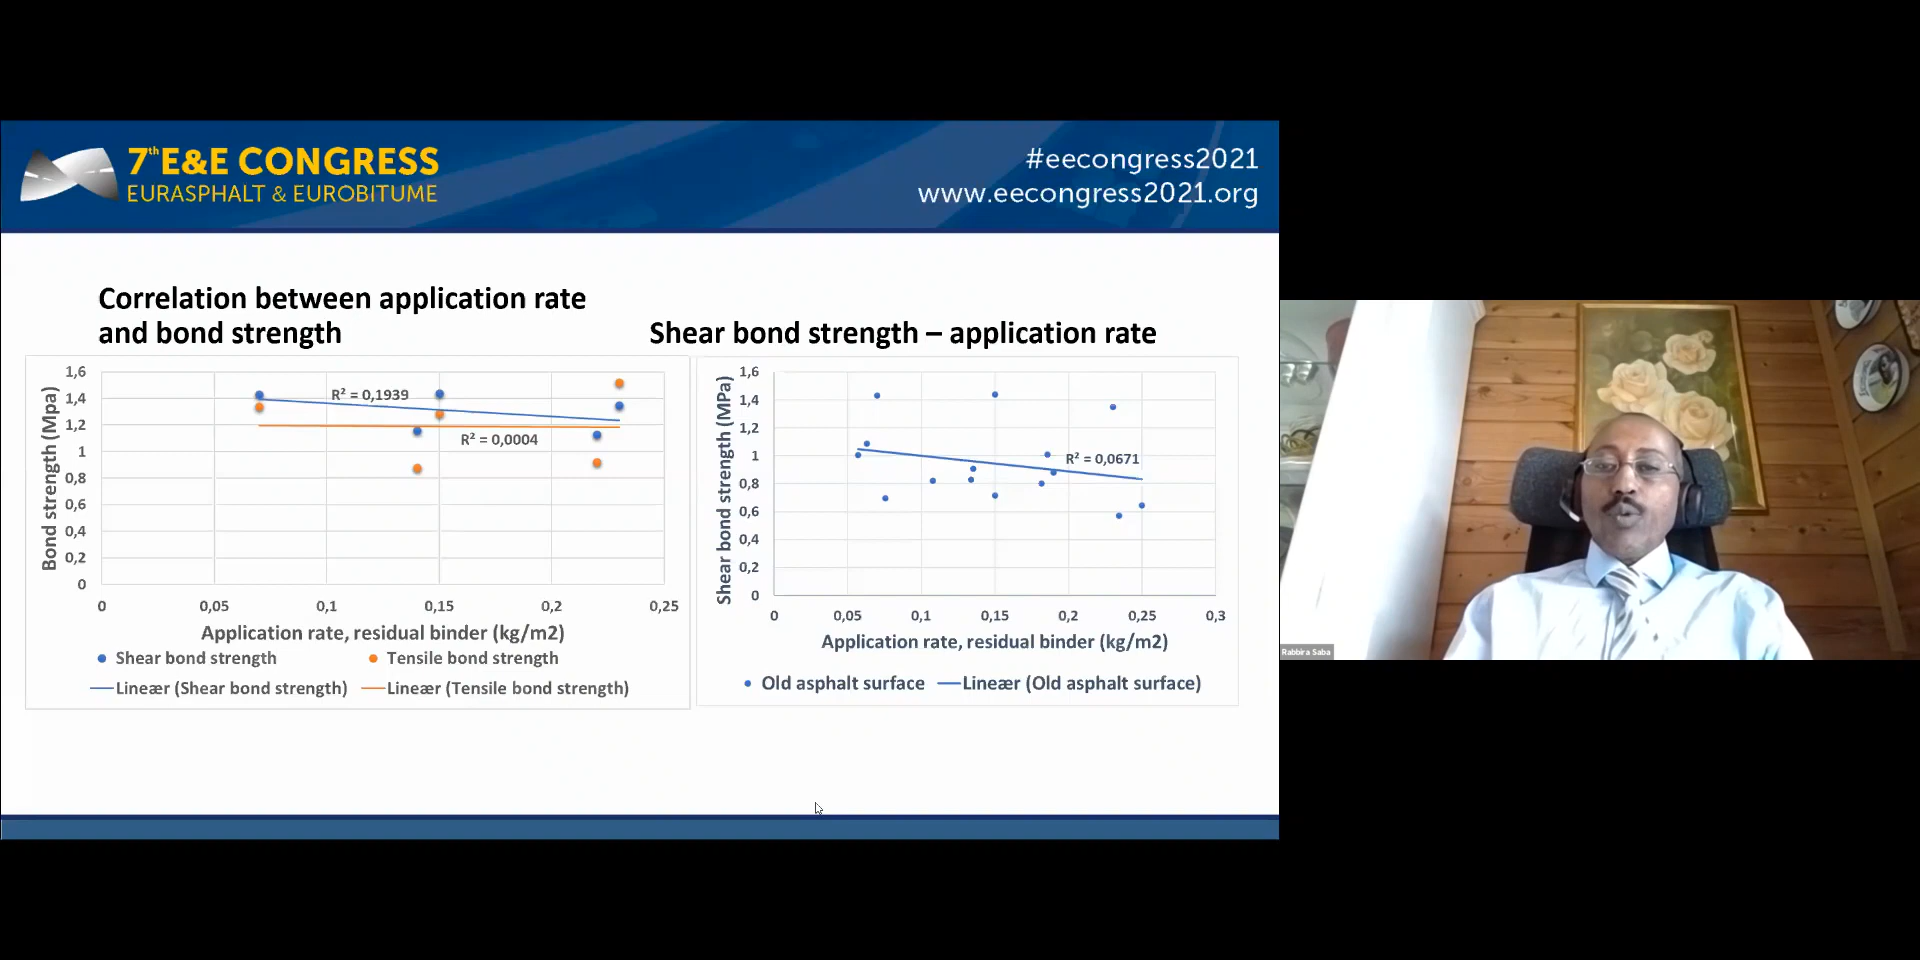 7th E&E CONGRESS
EURASPHALT & EUROBITUME
#eecongress2021
www.eecongress2021.org
Correlation between application rate
and bond strength
Bond strength (Mpa)
1,6
1,4
1,2
1
0,8
0,6
0,4
0,2
0
R² = 0,1939
R² = 0,0004
0
0,05
0,1
0,15
0,2
0,25
Application rate, residual binder (kg/m2)
Shear bond strength
Tensile bond strength
Lineær (Shear bond strength)
Lineær (Tensile bond strength)
Shear bond strength – application rate
Shear bond strength (MPa)
1,6
1,4
1,2
1
0,8
0,6
0,4
0,2
0
R² = 0,0671
0
0,05
0,1
0,15
0,2
0,25
0,3
Application rate, residual binder (kg/m2)
Old asphalt surface
Lineær (Old asphalt surface)
Rabbira Saba